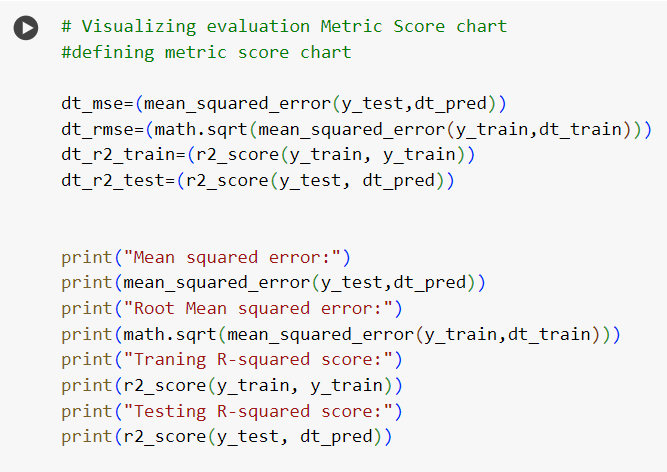 # Visualizing evaluation Metric Score chart
#defining metric score chart
dt_mse=(mean_squared_error(y_test,dt_pred))
dt_rmse=(math.sqrt(mean_squared_error(y_train,dt_train)))
dt_r2_train=(r2_score(y_train, y_train))
dt_r2_test=(r2_score(y_test, dt_pred))
print("Mean squared error:")
print(mean_squared_error(y_test,dt_pred))
print("Root Mean squared error:")
print(math.sqrt(mean_squared_error(y_train,dt_train)))
print("Traning R-squared score:")
print(r2_score(y_train, y_train))
print("Testing R-squared score:")
print(r2_score(y_test, dt_pred))